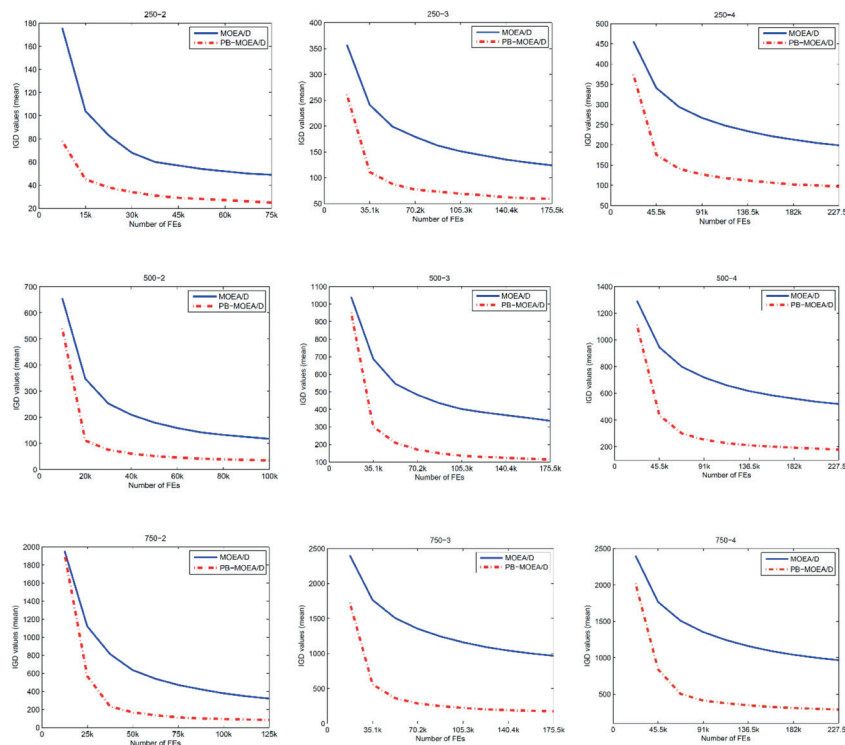 250−2
IGD values (mean)
180
160
140
120
100
80
60
40
20
MOEA/D
PB−MOEA/D
0 15k 30k 45k 60k 75k
Number of FEs
250−3
IGD values (mean)
400
350
300
250
200
150
100
50
MOEA/D
PB−MOEA/D
0 35.1k 70.2k 105.3k 140.4k 175.5k
Number of FEs
250−4
IGD values (mean)
500
450
400
350
300
250
200
150
100
50
MOEA/D
PB−MOEA/D
0 45.5k 91k 136.5k 182k 227.5
Number of FEs
500−2
IGD values (mean)
700
600
500
400
300
200
100
0
MOEA/D
PB−MOEA/D
0 20k 40k 60k 80k 100k
Number of FEs
500−3
IGD values (mean)
1100
1000
900
800
700
600
500
400
300
200
100
MOEA/D
PB−MOEA/D
0 35.1k 70.2k 105.3k 140.4k 175.5k
Number of FEs
500−4
IGD values (mean)
1400
1200
1000
800
600
400
200
MOEA/D
PB−MOEA/D
0 45.5k 91k 136.5k 182k 227.5
Number of FEs
750−2
IGD values (mean)
2000
1800
1600
1400
1200
1000
800
600
400
200
0
MOEA/D
PB−MOEA/D
0 25k 50k 75k 100k 125k
Number of FEs
750−3
IGD values (mean)
2500
2000
1500
1000
500
0
MOEA/D
PB−MOEA/D
0 35.1k 70.2k 105.3k 140.4k 175.5k
Number of FEs
750−4
IGD values (mean)
2500
2000
1500
1000
500
MOEA/D
PB−MOEA/D
0 45.5k 91k 136.5k 182k 227.5
Number of FEs